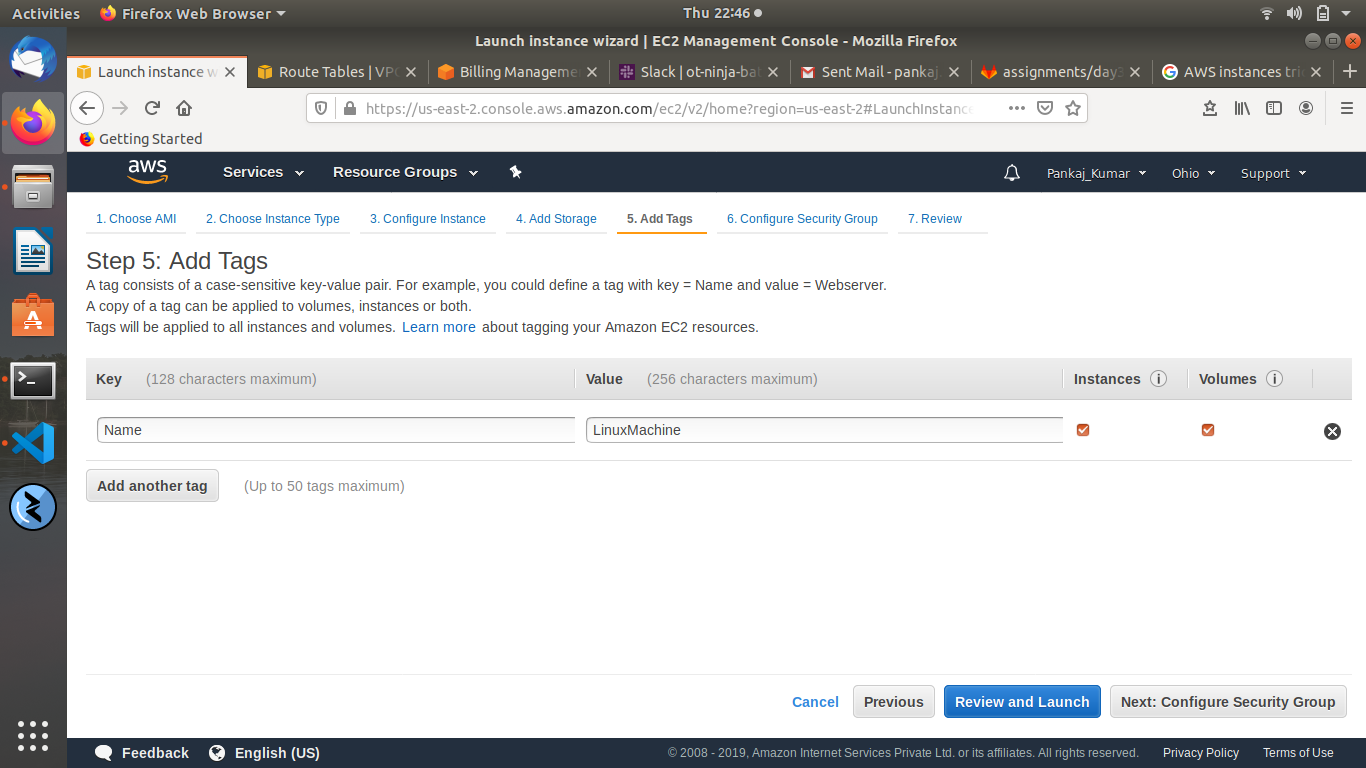 Activities Firefox Web Browser Thu 22:46
Launch instance wizard | EC2 Management Console - Mozilla Firefox
Launch instance w Route Tables | VPC Billing Manageme Slack | ot-ninja-bat Sent Mail - pankaj. assignments/day3 AWS instances tri
https://us-east-2.console.aws.amazon.com/ec2/v2/home?region=us-east-2#LaunchInstance
Getting Started
aws Services Resource Groups Pankaj_Kumar Ohio Support
1. Choose AMI 2. Choose Instance Type 3. Configure Instance 4. Add Storage 5. Add Tags 6. Configure Security Group 7. Review
Step 5: Add Tags
A tag consists of a case-sensitive key-value pair. For example, you could define a tag with key = Name and value = Webserver.
A copy of a tag can be applied to volumes, instances or both.
Tags will be applied to all instances and volumes. Learn more about tagging your Amazon EC2 resources.
Key (128 characters maximum) Value (256 characters maximum) Instances i Volumes i
Name LinuxMachine
Add another tag (Up to 50 tags maximum)
Cancel Previous Review and Launch Next: Configure Security Group
Feedback English (US) © 2008 - 2019, Amazon Internet Services Private Ltd. or its affiliates. All rights reserved. Privacy Policy Terms of Use